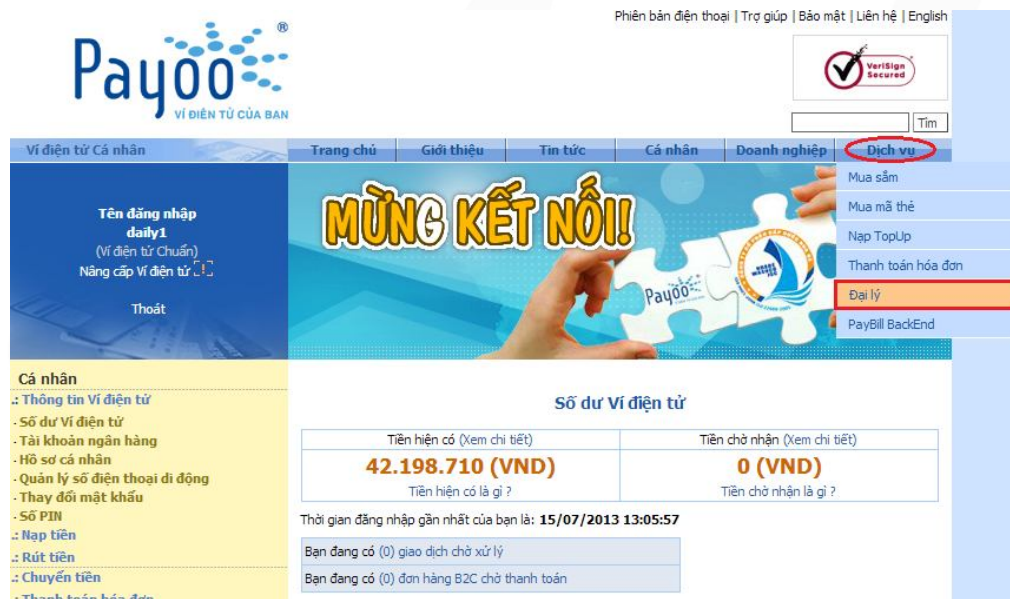 Phiên bản điện thoại | Trợ giúp | Bảo mật | Liên hệ | English
Payoo®
VÍ ĐIỆN TỬ CỦA BẠN
VeriSign
Secured
Tìm
Ví điện tử Cá nhân
Trang chủ Giới thiệu Tin tức Cá nhân Doanh nghiệp Dịch vụ
Mua sắm
Mua mã thẻ
Nạp TopUp
Thanh toán hóa đơn
Đại lý
PayBill BackEnd
Tên đăng nhập
daily1
(Ví điện tử Chuẩn)
Nâng cấp Ví điện tử [!]
Thoát
MỪNG KẾT NỐI!
Payoo
Cá nhân
.: Thông tin Ví điện tử
· Số dư Ví điện tử
· Tài khoản ngân hàng
· Hồ sơ cá nhân
· Quản lý số điện thoại di động
· Thay đổi mật khẩu
· Số PIN
.: Nạp tiền
.: Rút tiền
.: Chuyển tiền
.: Thanh toán hóa đơn
Số dư Ví điện tử
Tiền hiện có (Xem chi tiết) Tiền chờ nhận (Xem chi tiết)
42.198.710 (VND) 0 (VND)
Tiền hiện có là gì ? Tiền chờ nhận là gì ?
Thời gian đăng nhập gần nhất của bạn là: 15/07/2013 13:05:57
Bạn đang có (0) giao dịch chờ xử lý
Bạn đang có (0) đơn hàng B2C chờ thanh toán